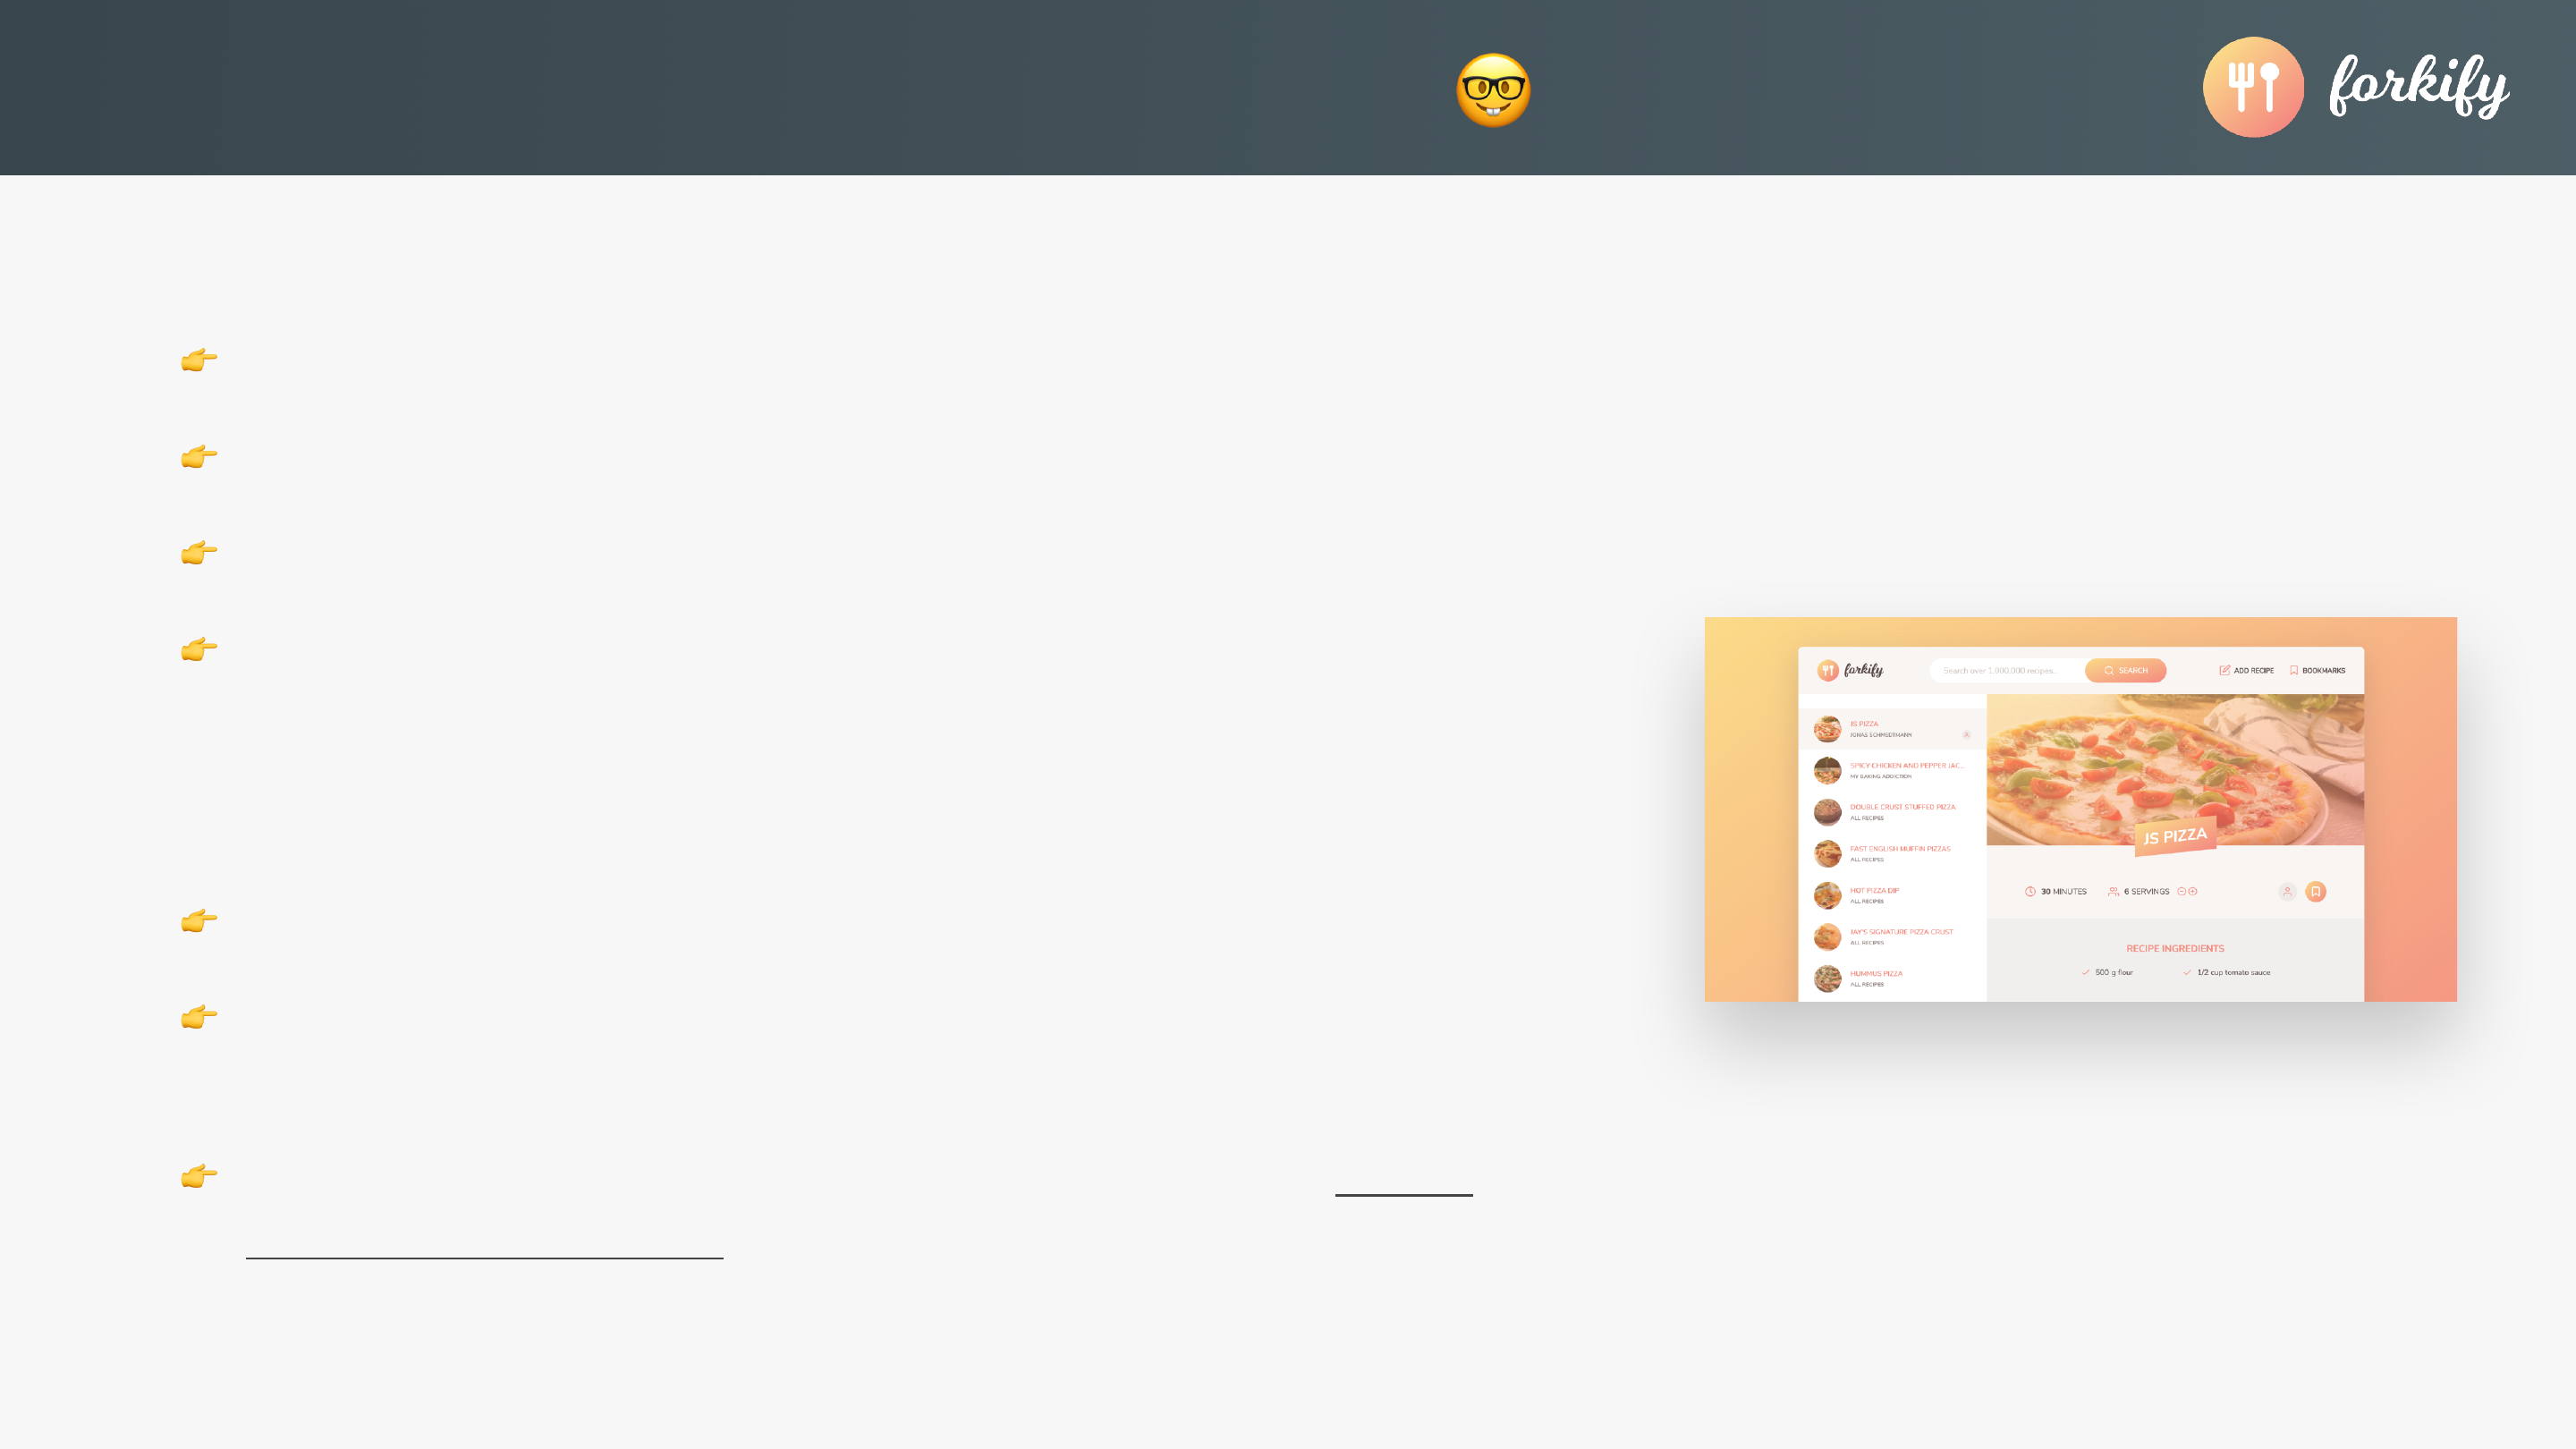 forkify
forkify
Search over 1,000,000 recipes...
SEARCH
ADD RECIPE
BOOKMARKS
JS PIZZA
JONAS SCHMEDTMANN
SPICY CHICKEN AND PEPPER JAC...
MY BAKING ADDICTION
DOUBLE CRUST STUFFED PIZZA
ALL RECIPES
FAST ENGLISH MUFFIN PIZZAS
ALL RECIPES
HOT PIZZA DIP
ALL RECIPES
JAY'S SIGNATURE PIZZA CRUST
ALL RECIPES
HUMMUS PIZZA
ALL RECIPES
JS PIZZA
30 MINUTES
6 SERVINGS
RECIPE INGREDIENTS
500 g flour
1/2 cup tomato sauce